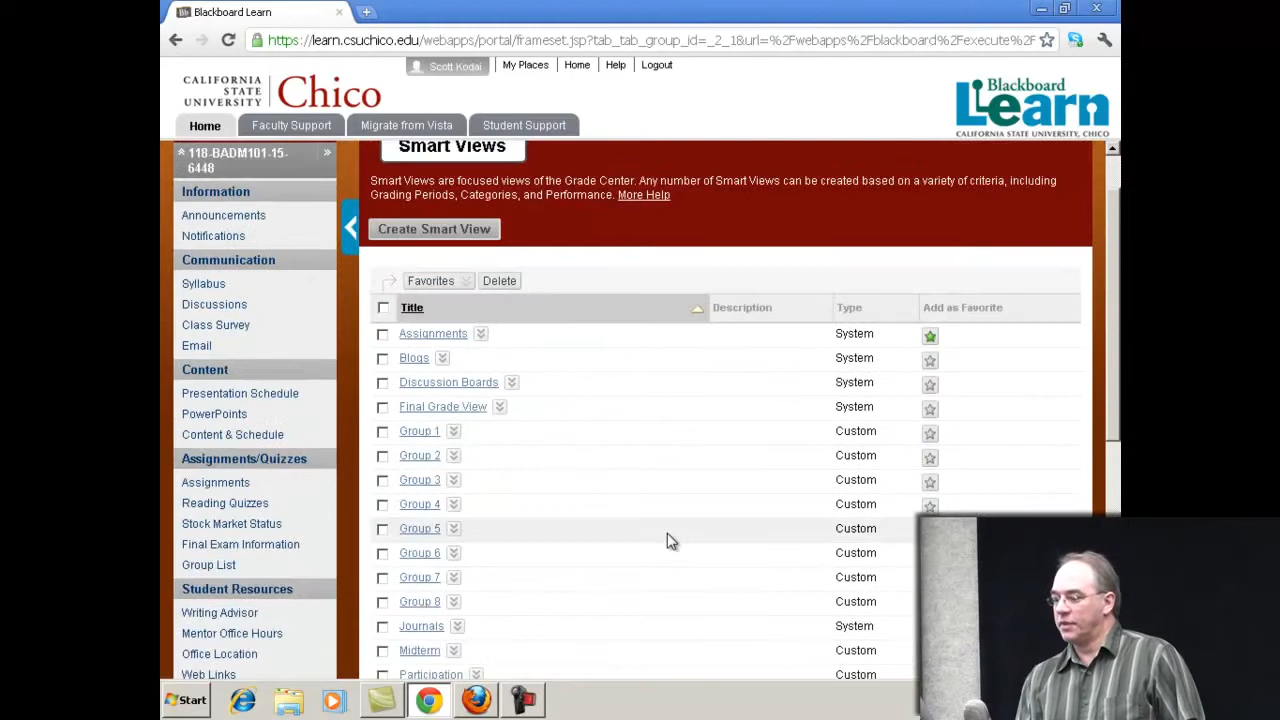 Blackboard Learn
https://learn.csuchico.edu/webapps/portal/frameset.jsp?tab_tab_group_id=_2_1&url=%2Fwebapps%2Fblackboard%2Fexecute%2F
Scott Kodai
My Places
Home
Help
Logout
CALIFORNIA
STATE
UNIVERSITY
Chico
Blackboard
Learn
CALIFORNIA STATE UNIVERSITY, CHICO
Home
Faculty Support
Migrate from Vista
Student Support
118-BADM101-15-
6448
Information
Announcements
Notifications
Communication
Syllabus
Discussions
Class Survey
Email
Content
Presentation Schedule
PowerPoints
Content & Schedule
Assignments/Quizzes
Assignments
Reading Quizzes
Stock Market Status
Final Exam Information
Group List
Student Resources
Writing Advisor
Mentor Office Hours
Office Location
Web Links
Smart Views
Smart Views are focused views of the Grade Center. Any number of Smart Views can be created based on a variety of criteria, including
Grading Periods, Categories, and Performance. More Help
Create Smart View
Favorites
Delete
Title Description Type Add as Favorite
Assignments System
Blogs System
Discussion Boards System
Final Grade View System
Group 1 Custom
Group 2 Custom
Group 3 Custom
Group 4 Custom
Group 5 Custom
Group 6 Custom
Group 7 Custom
Group 8 Custom
Journals System
Midterm Custom
Participation Custom
Start